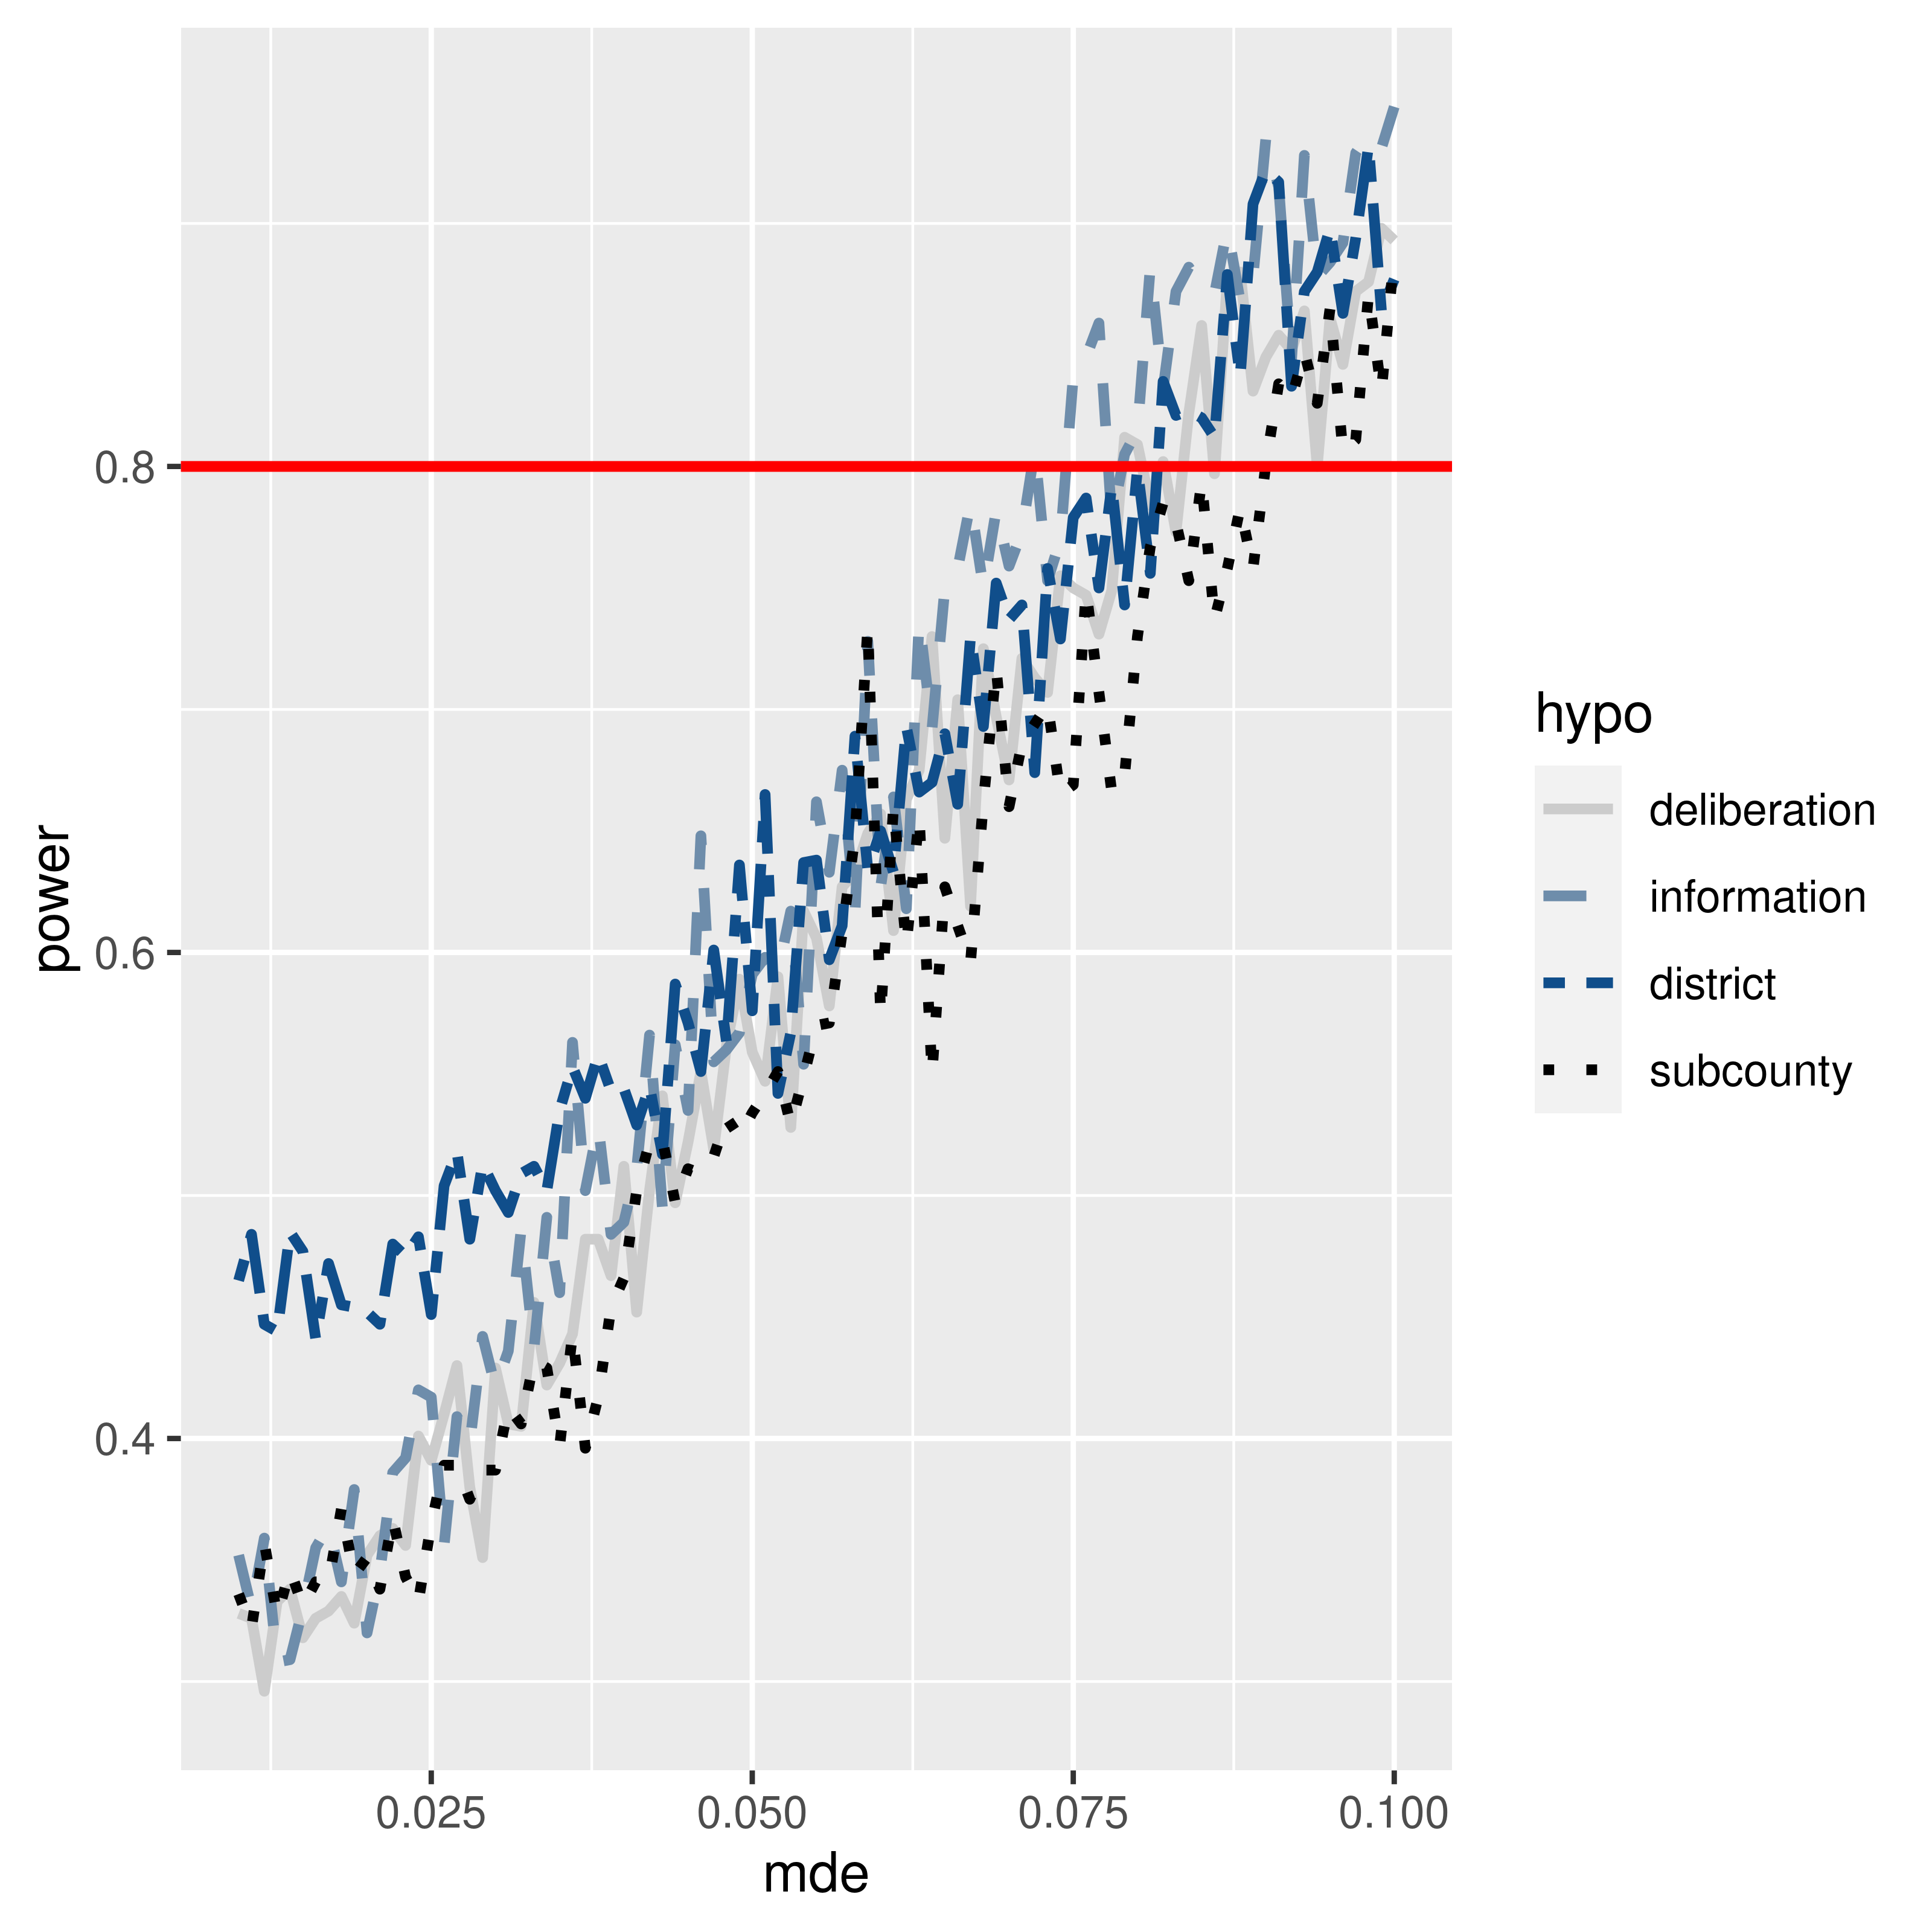 power
0.8
0.6
0.4
0.025
0.050
0.075
0.100
mde
hypo
deliberation
information
district
subcounty